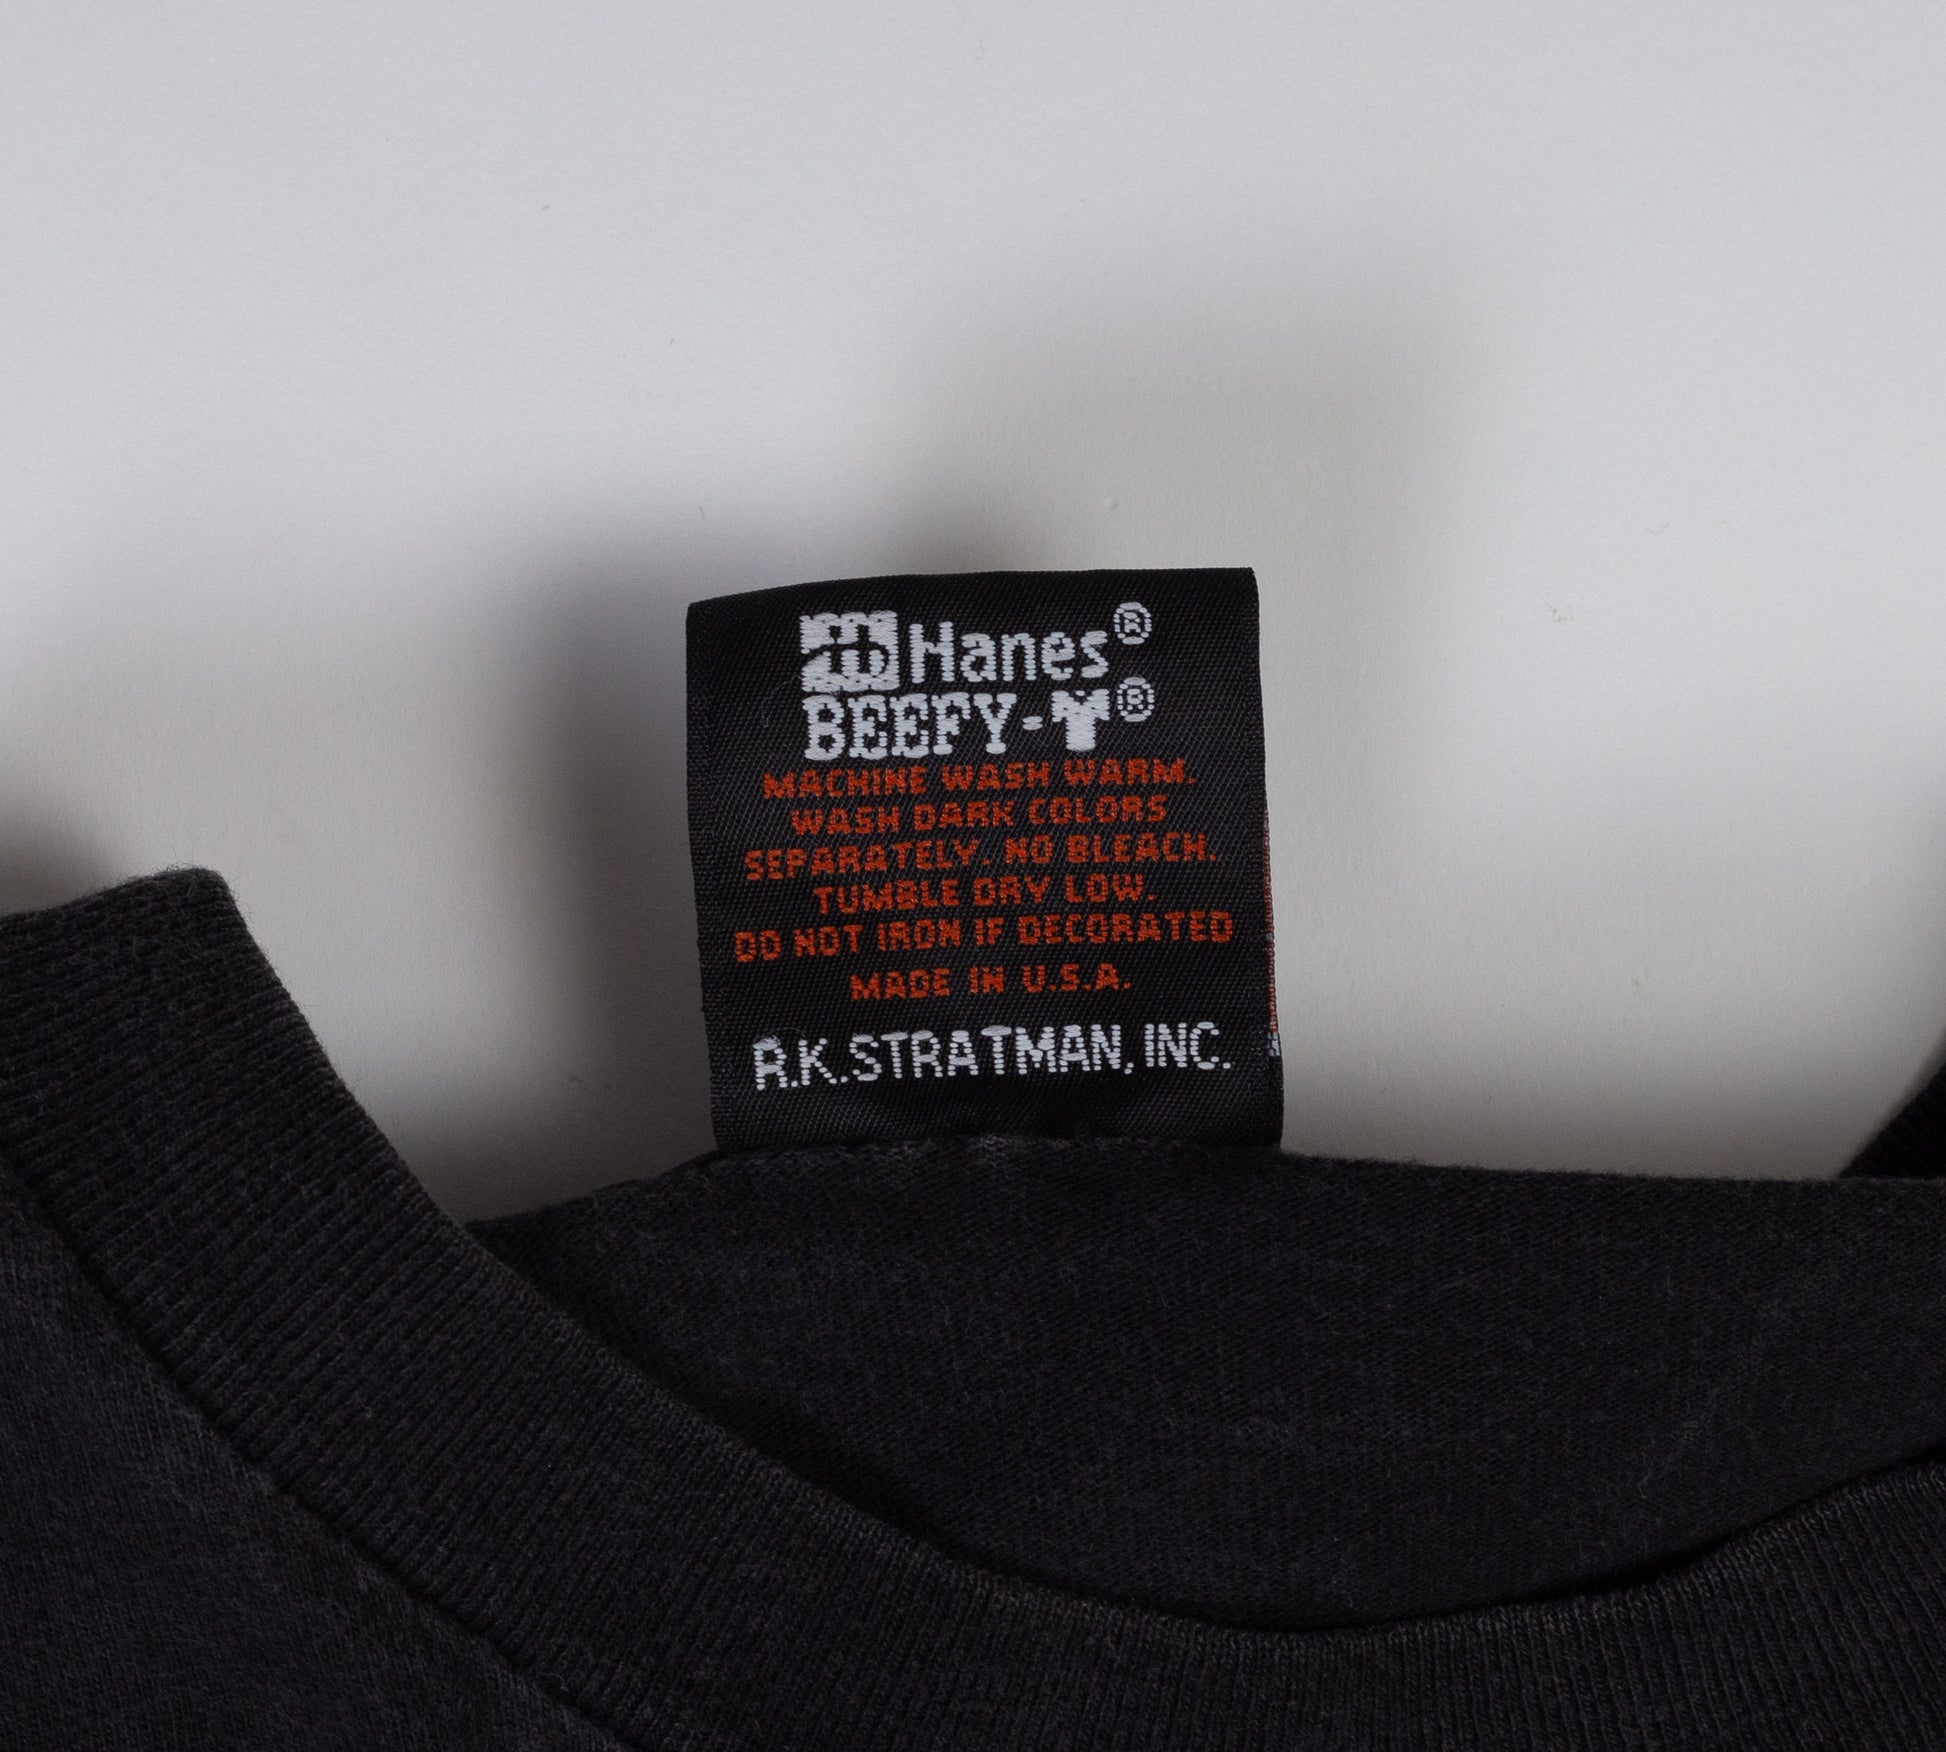 Hanes®
BEEFY-T®
MACHINE WASH WARM.
WASH DARK COLORS
SEPARATELY. NO BLEACH.
TUMBLE DRY LOW.
DO NOT IRON IF DECORATED
MADE IN U.S.A.
R.K.STRATMAN, INC.